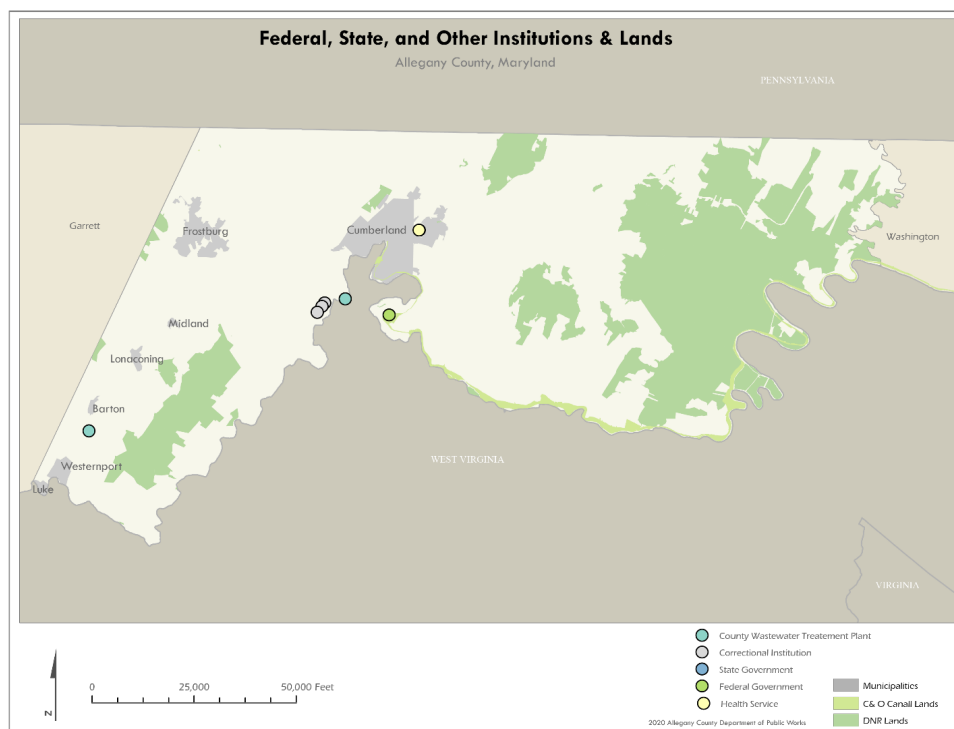 Federal, State, and Other Institutions & Lands
Allegany County, Maryland
PENNSYLVANIA
Garrett
Frostburg
Cumberland
Washington
Midland
Lonaconing
Barton
Westernport
Luke
WEST VIRGINIA
VIRGINIA
N
0 25,000 50,000 Feet
County Wastewater Treatement Plant
Correctional Institution
State Government
Federal Government
Health Service
Municipalities
C& O Canail Lands
DNR Lands
2020 Allegany County Department of Public Works